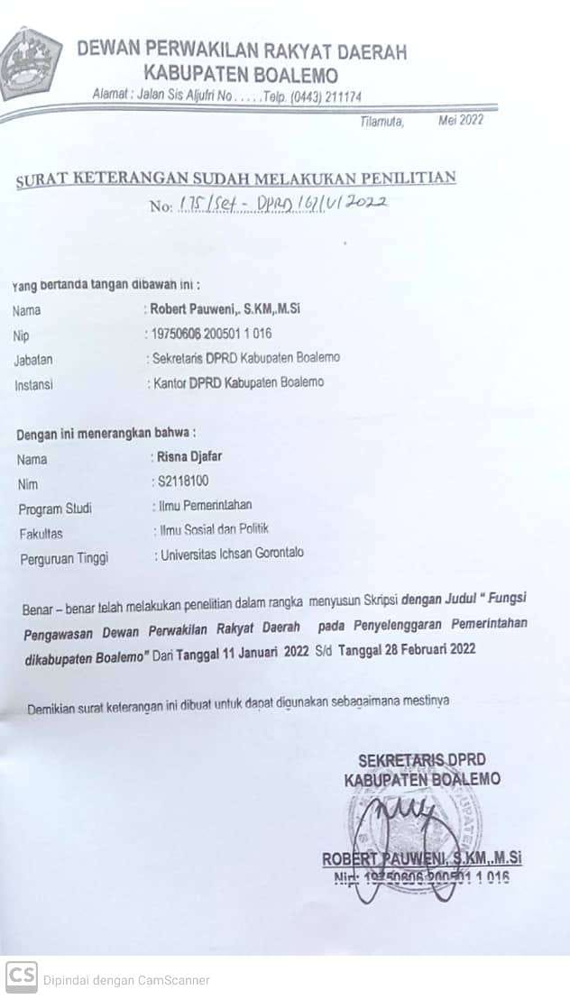 DEWAN PERWAKILAN RAKYAT DAERAH
KABUPATEN BOALEMO
Alamat : Jalan Sis Aljufri No . . . . . Telp. (0443) 211174
Tilamuta, Mei 2022
SURAT KETERANGAN SUDAH MELAKUKAN PENILITIAN
No: 175/Set - DPRD/167/V/2022
Yang bertanda tangan dibawah ini :
Nama : Robert Pauweni,. S.KM,.M.Si
Nip : 19750606 200501 1 016
Jabatan : Sekretaris DPRD Kabupaten Boalemo
Instansi : Kantor DPRD Kabupaten Boalemo
Dengan ini menerangkan bahwa :
Nama : Risna Djafar
Nim : S2118100
Program Studi : Ilmu Pemerintahan
Fakultas : Ilmu Sosial dan Politik
Perguruan Tinggi : Universitas Ichsan Gorontalo
Benar – benar telah melakukan penelitian dalam rangka menyusun Skripsi dengan Judul “ Fungsi
Pengawasan Dewan Perwakilan Rakyat Daerah pada Penyelenggaran Pemerintahan
dikabupaten Boalemo” Dari Tanggal 11 Januari 2022 S/d Tanggal 28 Februari 2022
Demikian surat keterangan ini dibuat untuk dapat digunakan sebagaimana mestinya
SEKRETARIS DPRD
KABUPATEN BOALEMO
ROBERT PAUWENI, S.KM,.M.Si
Nip: 19750606 200501 1 016
CS Dipindai dengan CamScanner